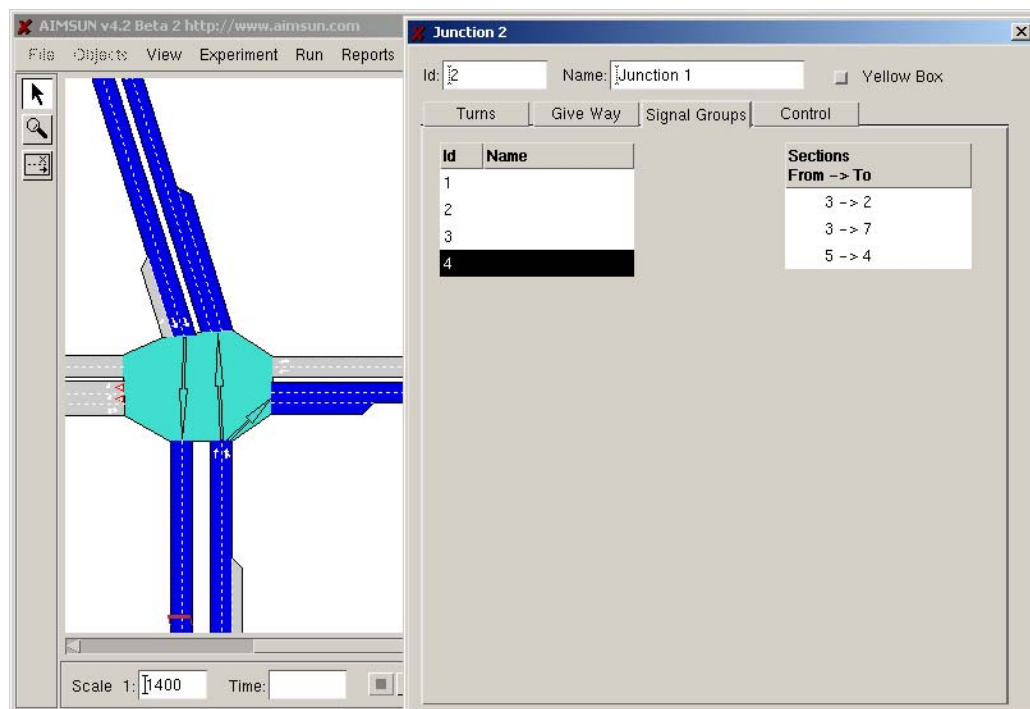 AIMSUN v4.2 Beta 2 http://www.aimsun.com
File Objects View Experiment Run Reports
Scale 1: 1400 Time:
Junction 2
Id: 2 Name: Junction 1 Yellow Box
Turns Give Way Signal Groups Control
Id Name
1
2
3
4
Sections
From -> To
3 -> 2
3 -> 7
5 -> 4